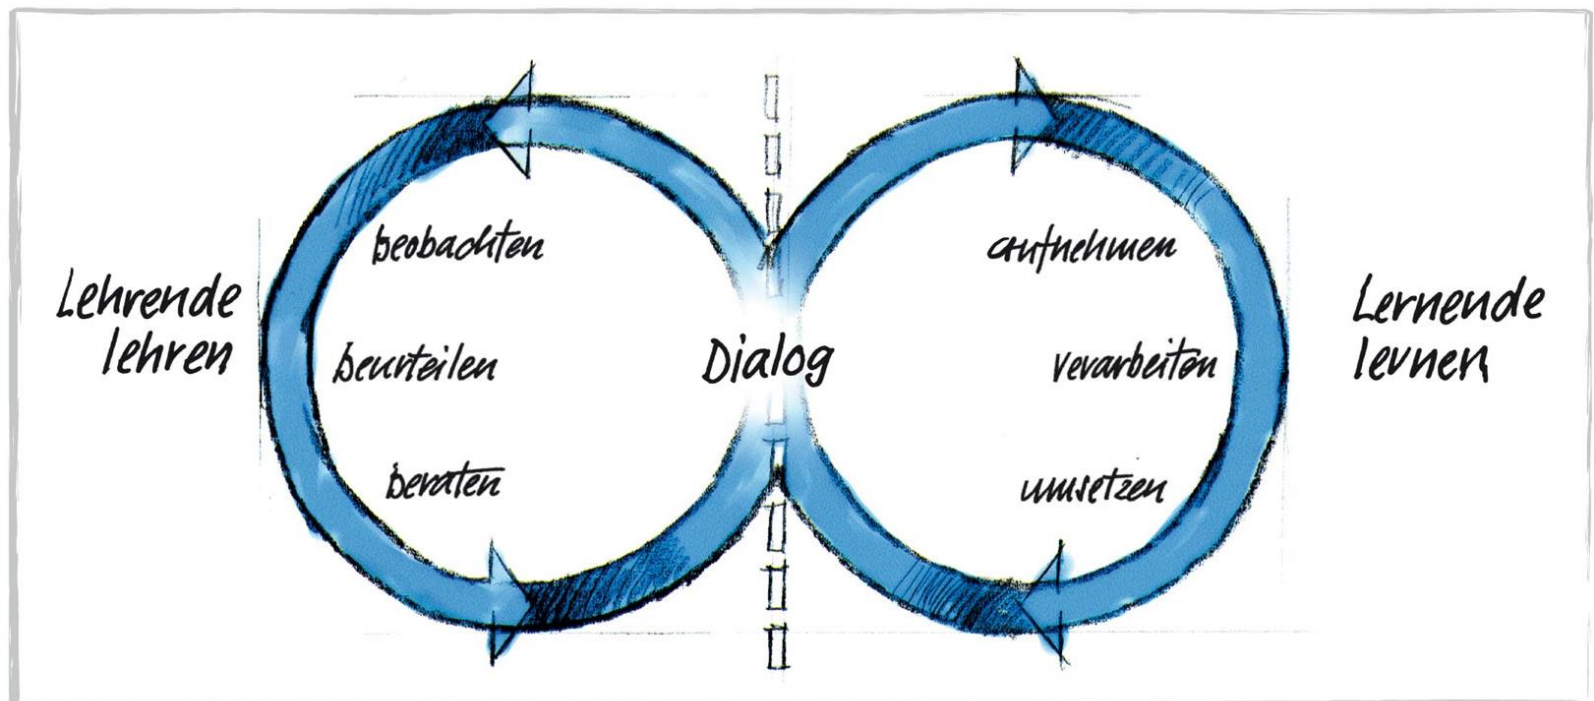 Lehrende
lehren
beobachten
beurteilen
beraten
Dialog
aufnehmen
verarbeiten
umsetzen
Lernende
lernen